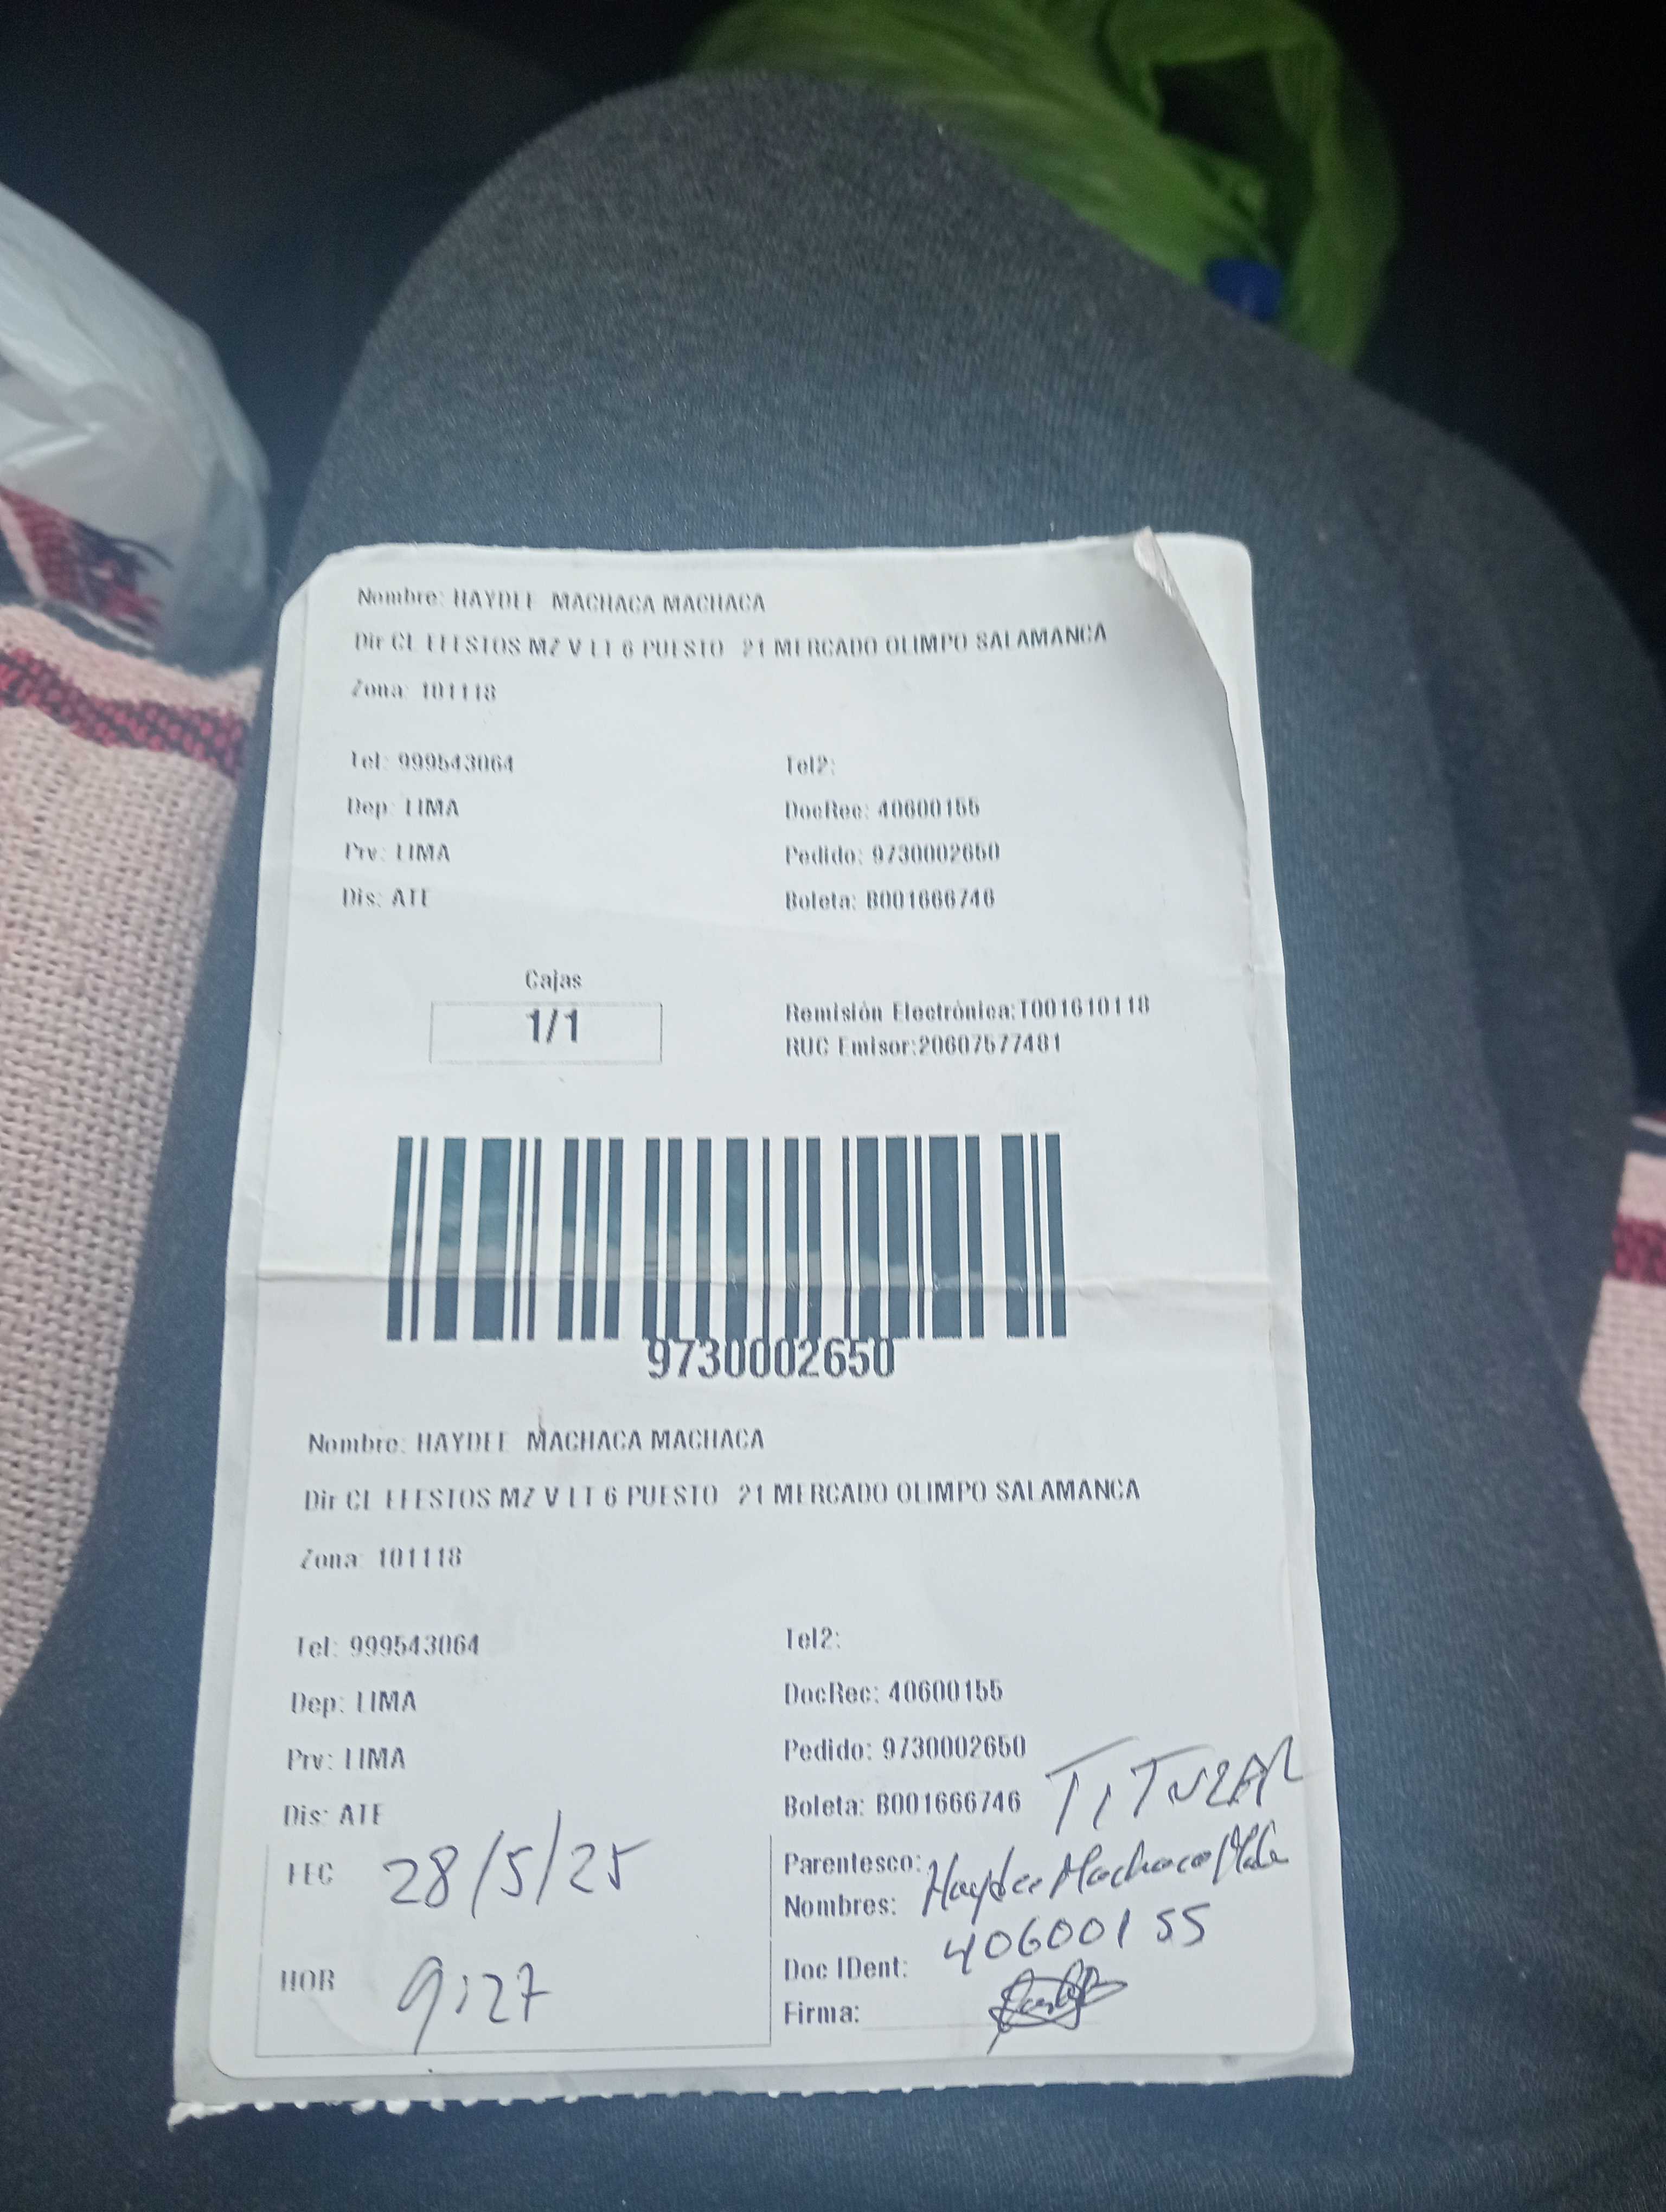 Nombre: HAYDEE MACHACA MACHACA
Dir CL EFESTOS MZ V LT 6 PUESTO 21 MERCADO OLIMPO SALAMANCA
Zona: 101118
Tel: 999543064 Tel2:
Dep: LIMA DocRec: 40600155
Prv: LIMA Pedido: 9730002650
Dis: ATE Boleta: B001666746
Cajas
1/1
Remisión Electrónica:T001610118
RUC Emisor:20607577481
9730002650
Nombre: HAYDEE MACHACA MACHACA
Dir CL EFESTOS MZ V LT 6 PUESTO 21 MERCADO OLIMPO SALAMANCA
Zona: 101118
Tel: 999543064 Tel2:
Dep: LIMA DocRec: 40600155
Prv: LIMA Pedido: 9730002650
Dis: ATE Boleta: B001666746 TITULAR
FEC 28/5/25 Parentesco:
Nombres: Haydee Machaca
HOR 9:27 Doc IDent: 40600155
Firma: